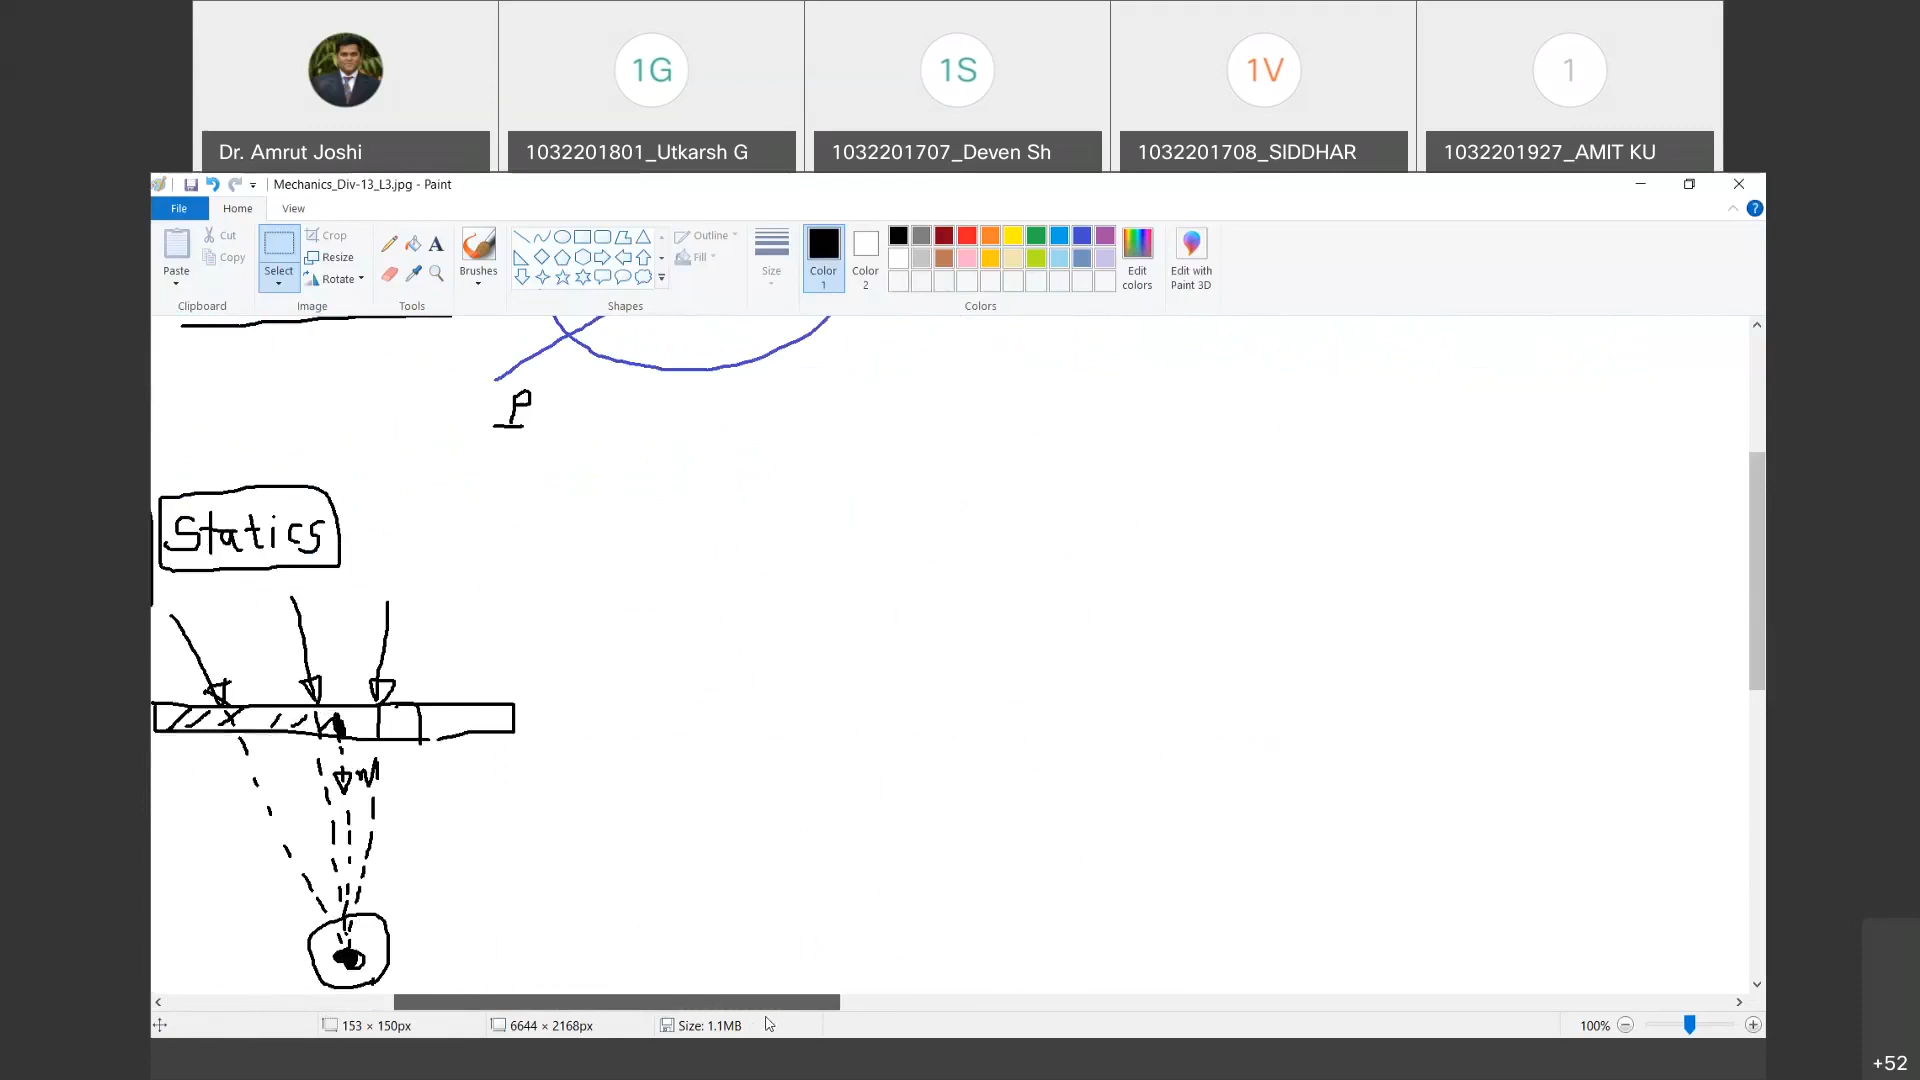 1G
1S
1V
1
Dr. Amrut Joshi
1032201801_Utkarsh G
1032201707_Deven Sh
1032201708_SIDDHAR
1032201927_AMIT KU
Mechanics_Div-13_L3.jpg - Paint
File
Home
View
Paste
Cut
Copy
Clipboard
Select
Crop
Resize
Rotate
Image
A
Tools
Brushes
Outline
Fill
Shapes
Size
Color
1
Color
2
Edit
colors
Colors
Edit with
Paint 3D
?
P
Statics
W
153 × 150px
6644 × 2168px
Size: 1.1MB
100%
+52